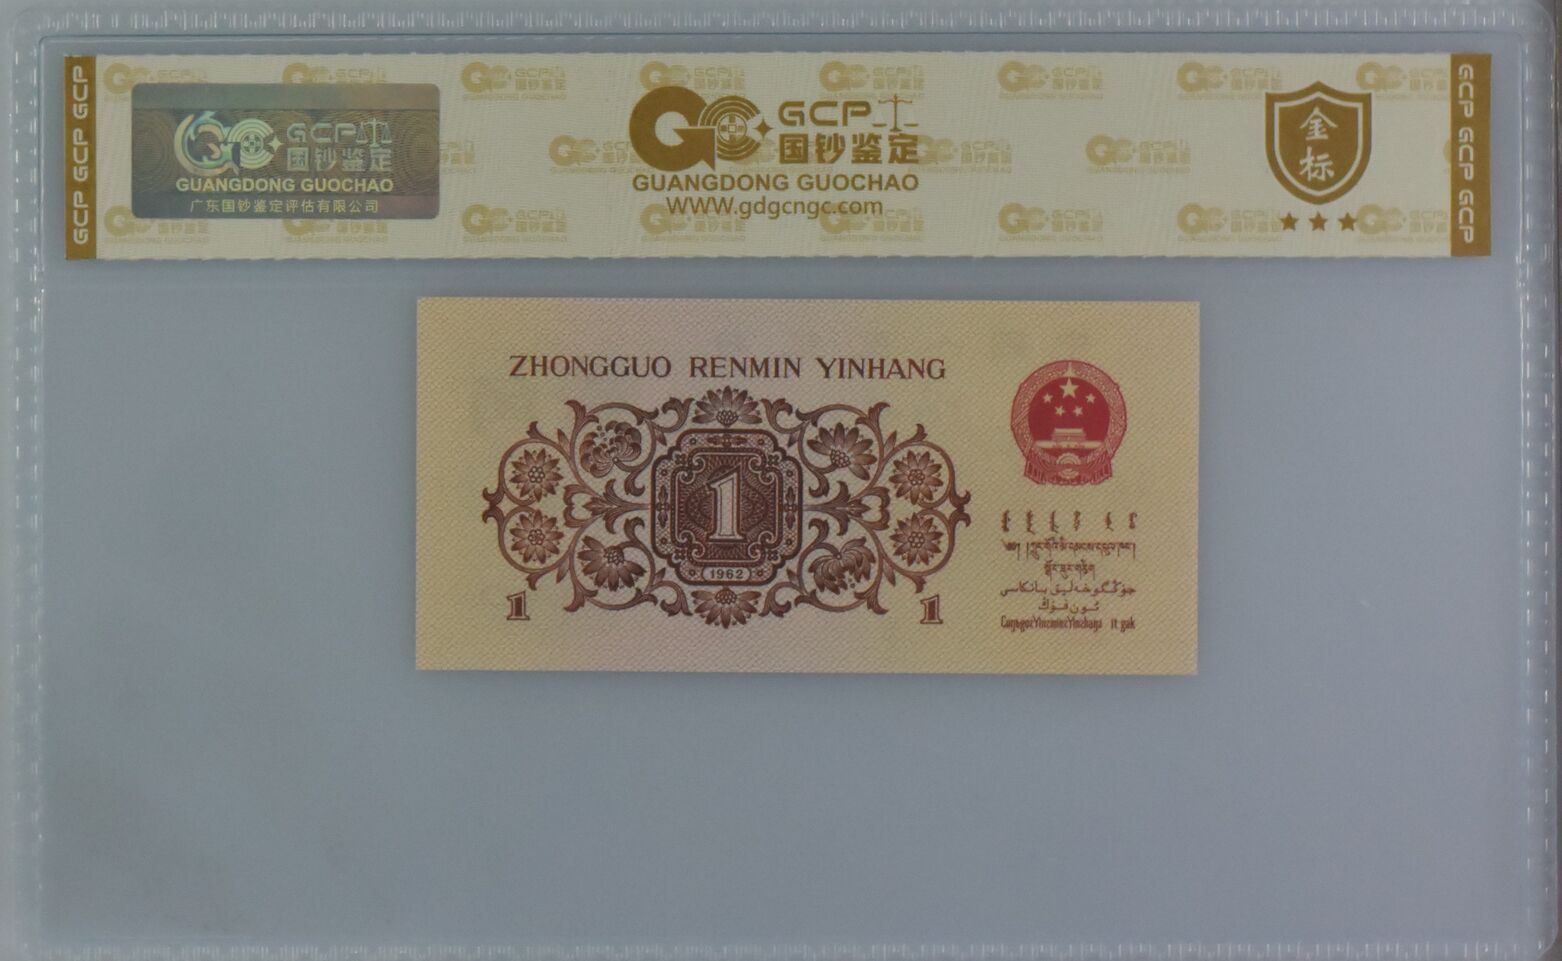 GCP GCP GCP
GCP
国钞鉴定
GUANGDONG GUOCHAO
广东国钞鉴定评估有限公司
GCP
国钞鉴定
GUANGDONG GUOCHAO
WWW.gdgcngc.com
金
标
GCP GCP GCP
ZHONGGUO RENMIN YINHANG
1
1962
1
1
جۇڭگوخەلىق بانكاسى